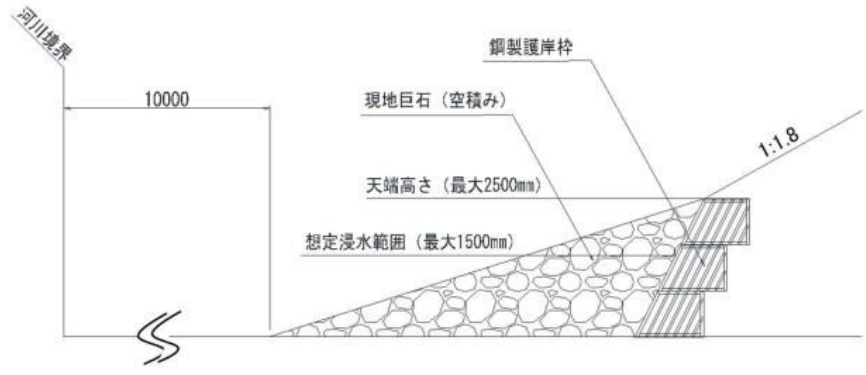 河川境界
10000
鋼製護岸枠
現地巨石（空積み）
1:1.8
天端高さ（最大2500㎜）
想定浸水範囲（最大1500㎜）